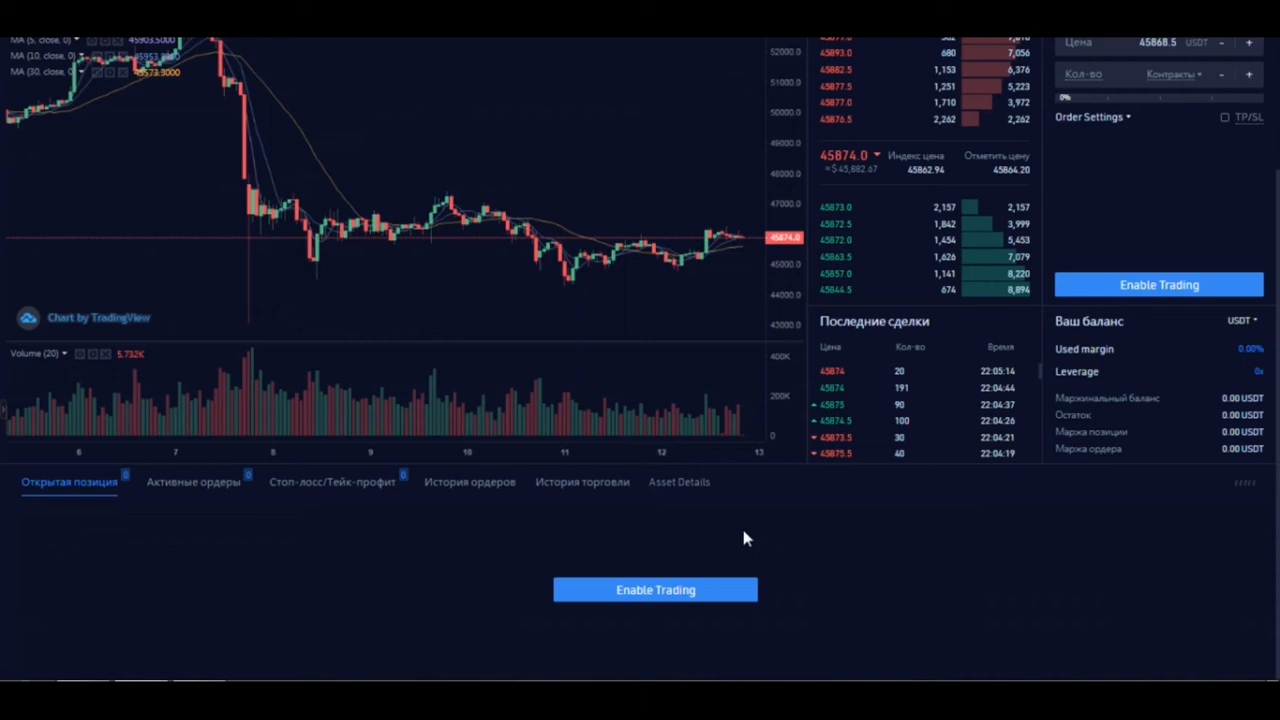 MA (5, close, 0) 45903.5000
MA (10, close, 0)
MA (30, close, 0) 45573.3000
52000.0
51000.0
50000.0
49000.0
48000.0
47000.0
45874.0
45000.0
44000.0
43000.0
Chart by TradingView
Volume (20) 5.732K
400K
200K
0
6 7 8 9 10 11 12 13
45893.0 680 7,056
45882.5 1,153 6,376
45877.5 1,251 5,223
45877.0 1,710 3,972
45876.5 2,262 2,262
45874.0 Индекс цена Отметить цену
≈$ 45,882.67 45862.94 45864.20
45873.0 2,157 2,157
45872.5 1,842 3,999
45872.0 1,454 5,453
45863.5 1,626 7,079
45857.0 1,141 8,220
45844.5 674 8,894
Последние сделки
Цена Кол-во Время
45874 20 22:05:14
45874 191 22:04:44
45875 90 22:04:37
45874.5 100 22:04:26
45873.5 30 22:04:21
45875.5 40 22:04:19
Цена 45868.5 USDT - +
Кол-во Контракты - +
0%
Order Settings TP/SL
Enable Trading
Ваш баланс USDT
Used margin 0.00%
Leverage 0x
Маржинальный баланс 0.00 USDT
Остаток 0.00 USDT
Маржа позиции 0.00 USDT
Маржа ордера 0.00 USDT
Открытая позиция 0 Активные ордеры 0 Стоп-лосс/Тейк-профит 0 История ордеров История торговли Asset Details
Enable Trading